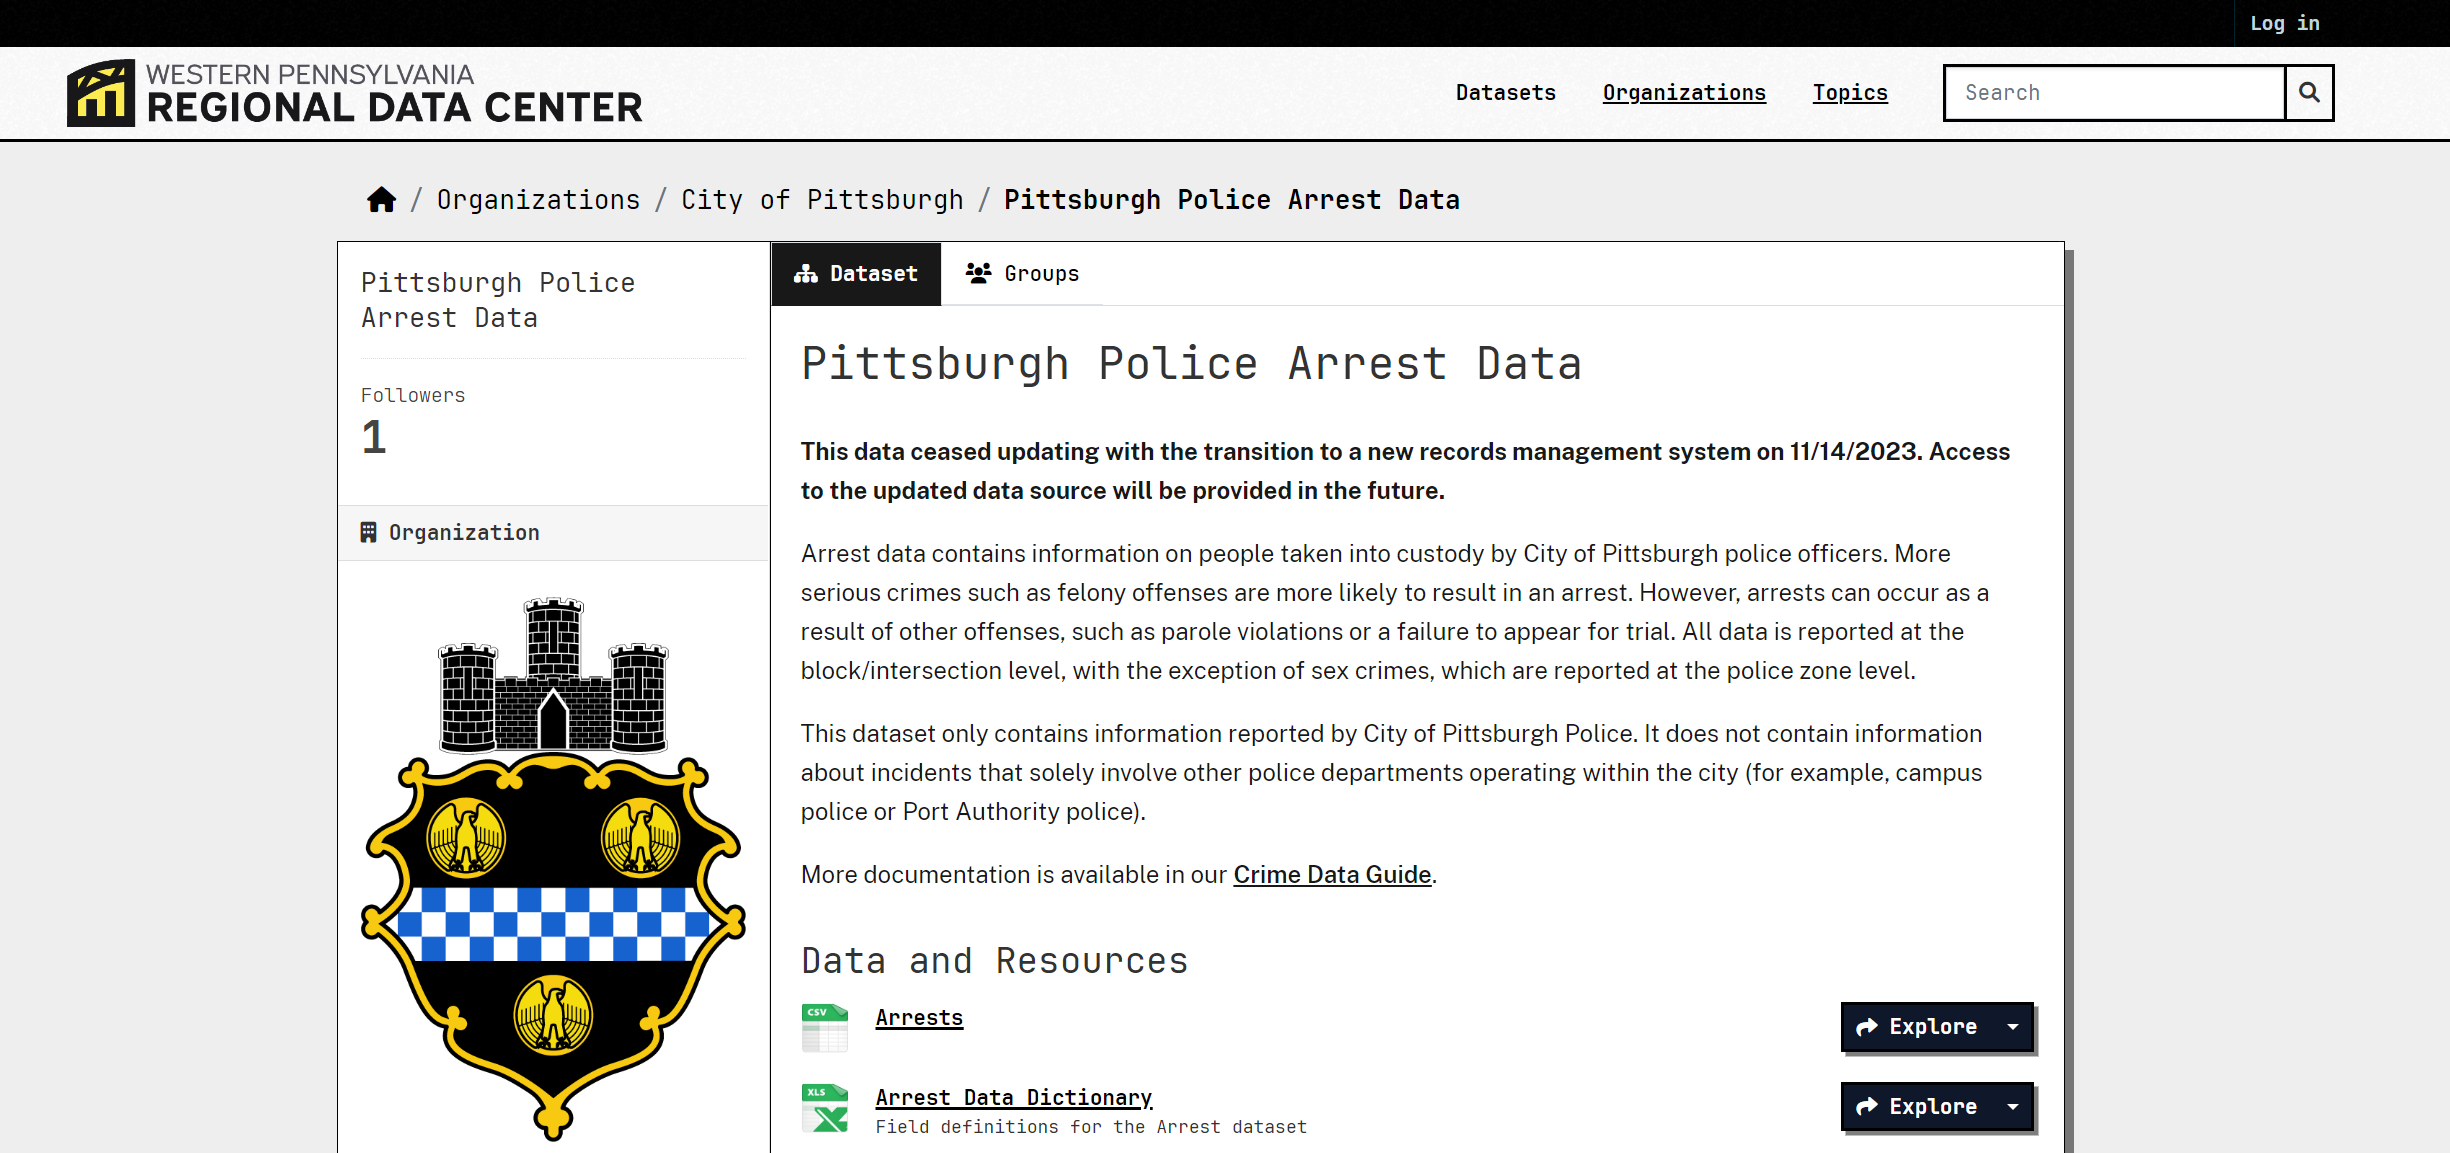 Log in
WESTERN PENNSYLVANIA
REGIONAL DATA CENTER
Datasets Organizations Topics Search
/ Organizations / City of Pittsburgh / Pittsburgh Police Arrest Data
Pittsburgh Police
Arrest Data
Followers
1
Organization
Dataset Groups
Pittsburgh Police Arrest Data
This data ceased updating with the transition to a new records management system on 11/14/2023. Access
to the updated data source will be provided in the future.
Arrest data contains information on people taken into custody by City of Pittsburgh police officers. More
serious crimes such as felony offenses are more likely to result in an arrest. However, arrests can occur as a
result of other offenses, such as parole violations or a failure to appear for trial. All data is reported at the
block/intersection level, with the exception of sex crimes, which are reported at the police zone level.
This dataset only contains information reported by City of Pittsburgh Police. It does not contain information
about incidents that solely involve other police departments operating within the city (for example, campus
police or Port Authority police).
More documentation is available in our Crime Data Guide.
Data and Resources
CSV Arrests Explore
XLS Arrest Data Dictionary Explore
Field definitions for the Arrest dataset